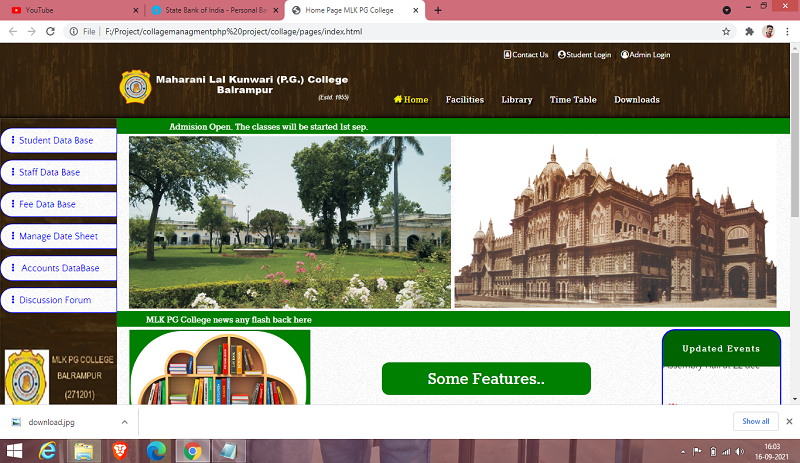 YouTube
State Bank of India - Personal Ba
Home Page MLK PG College
File
F:/Project/collagemanagmentphp%20project/collage/pages/index.html
Contact Us
Student Login
Admin Login
Maharani Lal Kunwari (P.G.) College
Balrampur
(Estd. 1955)
Home
Facilities
Library
Time Table
Downloads
Admision Open. The classes will be started 1st sep.
Student Data Base
Staff Data Base
Fee Data Base
Manage Date Sheet
Accounts DataBase
Discussion Forum
MLK PG College news any flash back here
MLK PG COLLEGE
BALRAMPUR
(271201)
Some Features..
Updated Events
download.jpg
Show all
16:03
16-09-2021